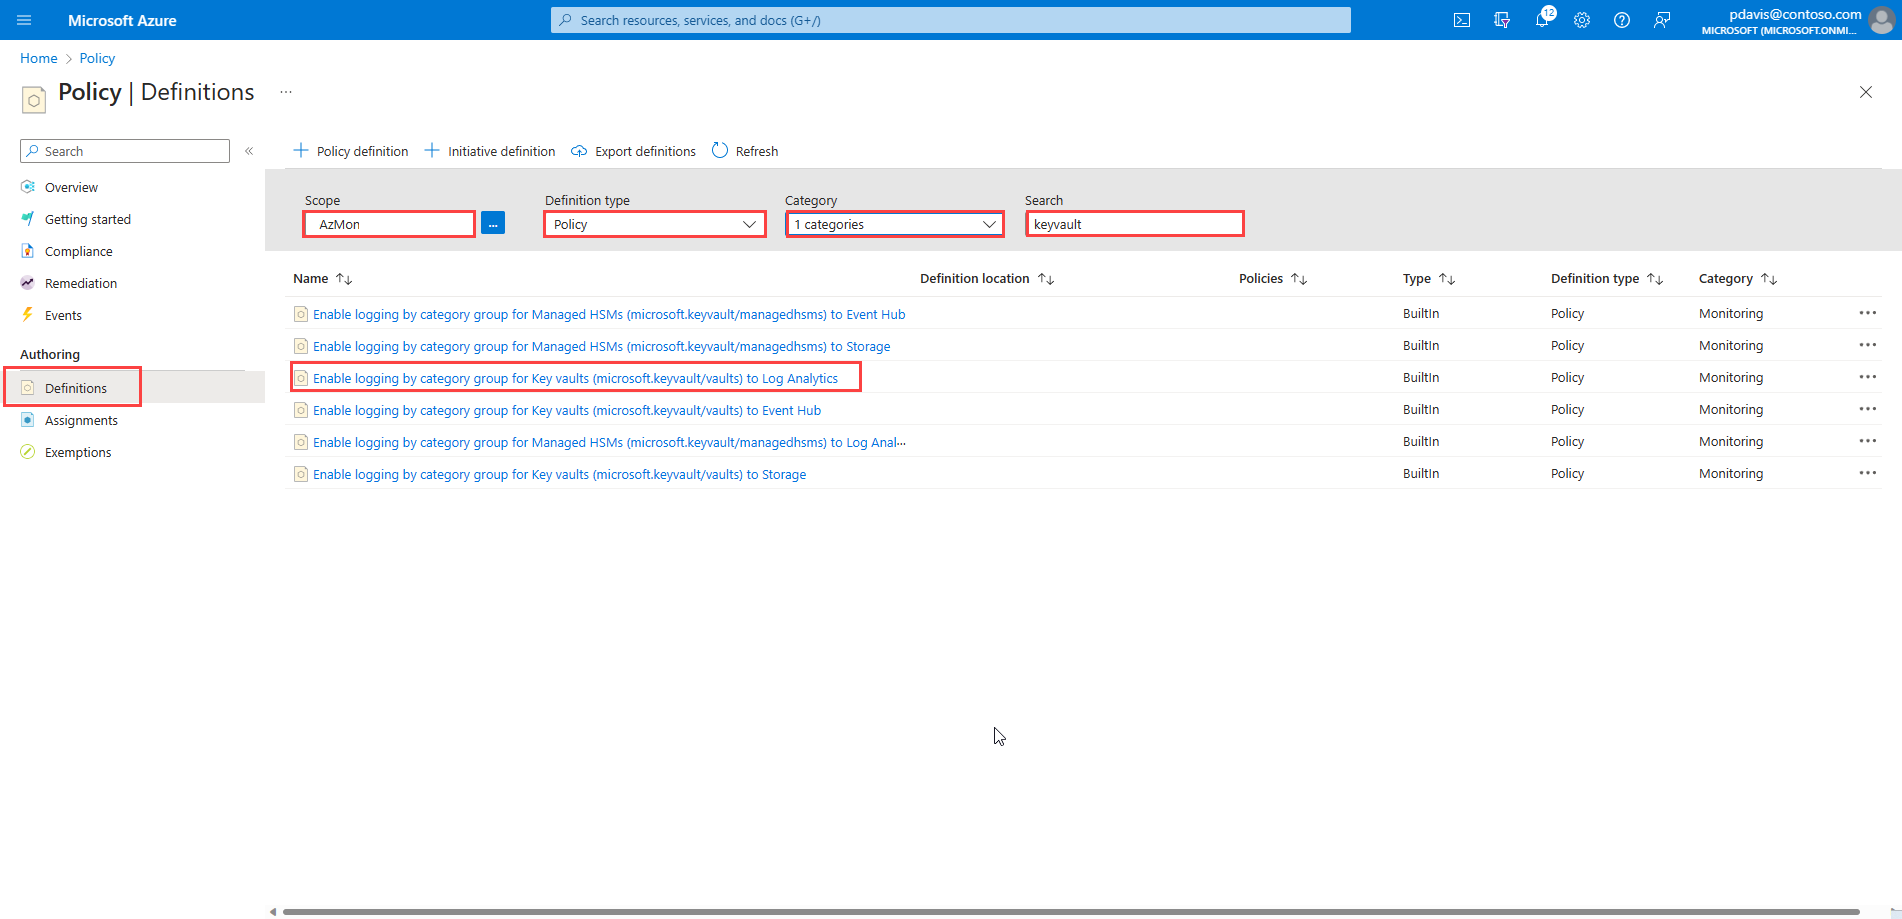 Microsoft Azure
Search resources, services, and docs (G+/)
12
pdavis@contoso.com
MICROSOFT (MICROSOFT.ONMI...
Home > Policy
Policy | Definitions ...
Search «
+ Policy definition + Initiative definition Export definitions Refresh
Overview
Getting started
Compliance
Remediation
Events
Authoring
Definitions
Assignments
Exemptions
Scope Definition type Category Search
AzMon ... Policy 1 categories keyvault
Name ↑↓ Definition location ↑↓ Policies ↑↓ Type ↑↓ Definition type ↑↓ Category ↑↓
Enable logging by category group for Managed HSMs (microsoft.keyvault/managedhsms) to Event Hub BuiltIn Policy Monitoring ...
Enable logging by category group for Managed HSMs (microsoft.keyvault/managedhsms) to Storage BuiltIn Policy Monitoring ...
Enable logging by category group for Key vaults (microsoft.keyvault/vaults) to Log Analytics BuiltIn Policy Monitoring ...
Enable logging by category group for Key vaults (microsoft.keyvault/vaults) to Event Hub BuiltIn Policy Monitoring ...
Enable logging by category group for Managed HSMs (microsoft.keyvault/managedhsms) to Log Anal... BuiltIn Policy Monitoring ...
Enable logging by category group for Key vaults (microsoft.keyvault/vaults) to Storage BuiltIn Policy Monitoring ...